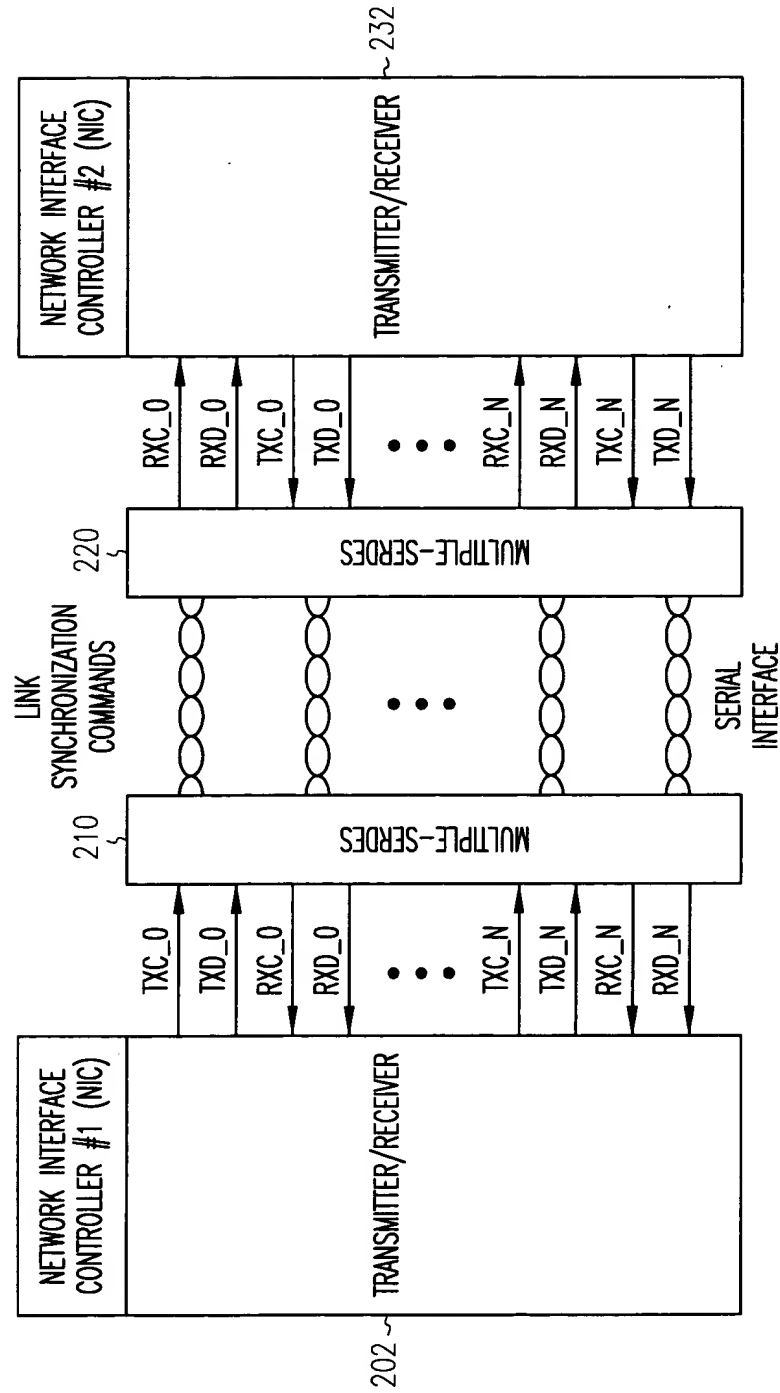 NETWORK INTERFACE
CONTROLLER #1 (NIC)
TRANSMITTER/RECEIVER
202
TXC_0
TXD_0
RXC_0
RXD_0
TXC_N
TXD_N
RXC_N
RXD_N
210
MULTIPLE-SERDES
LINK
SYNCHRONIZATION
COMMANDS
SERIAL
INTERFACE
220
MULTIPLE-SERDES
RXC_0
RXD_0
TXC_0
TXD_0
RXC_N
RXD_N
TXC_N
TXD_N
NETWORK INTERFACE
CONTROLLER #2 (NIC)
TRANSMITTER/RECEIVER
232